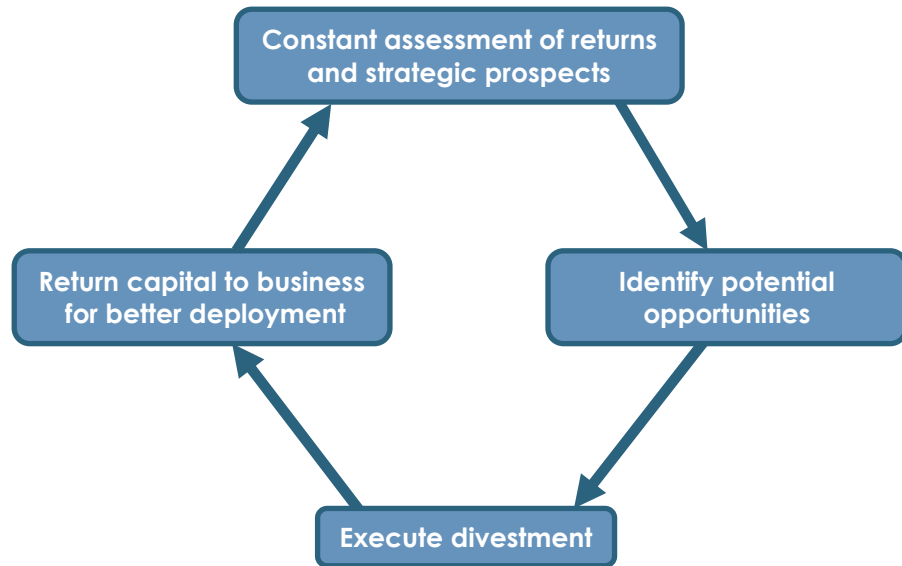 Constant assessment of returns
and strategic prospects
Return capital to business
for better deployment
Identify potential
opportunities
Execute divestment